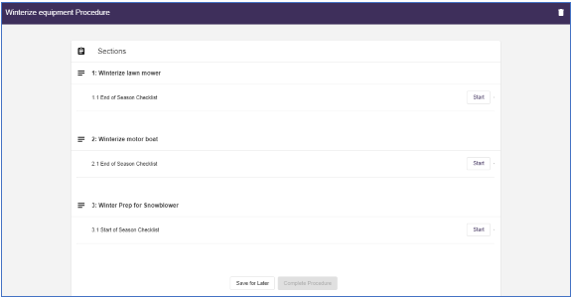 Winterize equipment Procedure
Sections
1: Winterize lawn mower
1.1 End of Season Checklist
Start
2: Winterize motor boat
2.1 End of Season Checklist
Start
3: Winter Prep for Snowblower
3.1 Start of Season Checklist
Start
Save for Later
Complete Procedure